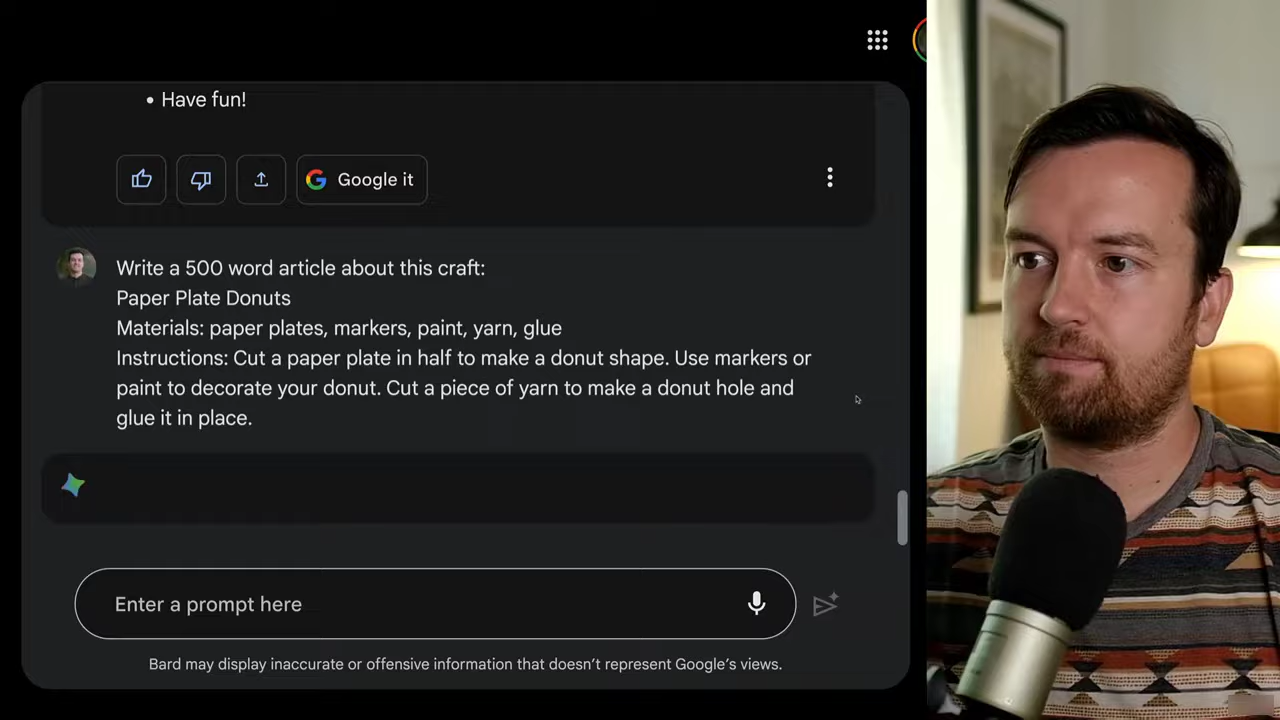 • Have fun!
Google it
Write a 500 word article about this craft:
Paper Plate Donuts
Materials: paper plates, markers, paint, yarn, glue
Instructions: Cut a paper plate in half to make a donut shape. Use markers or
paint to decorate your donut. Cut a piece of yarn to make a donut hole and
glue it in place.
Enter a prompt here
Bard may display inaccurate or offensive information that doesn't represent Google's views.